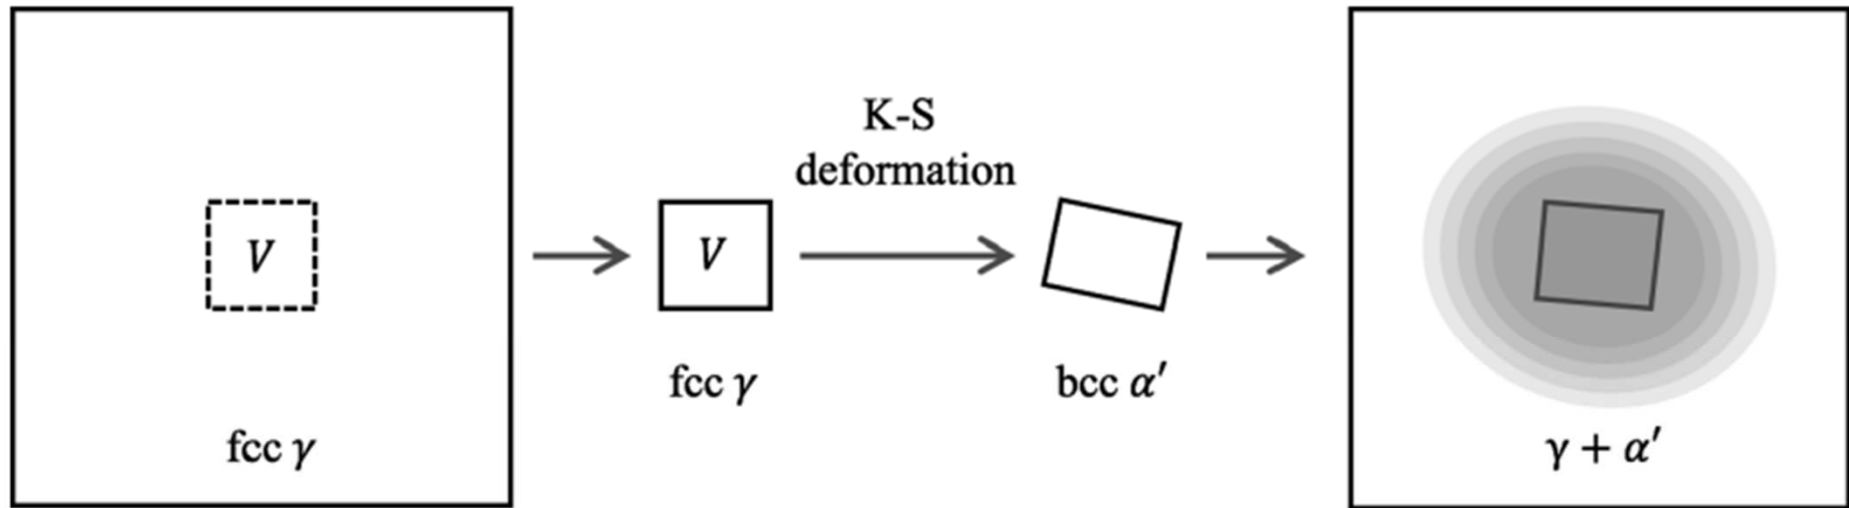 V
fcc γ
V
fcc γ
K-S
deformation
bcc α′
γ + α′